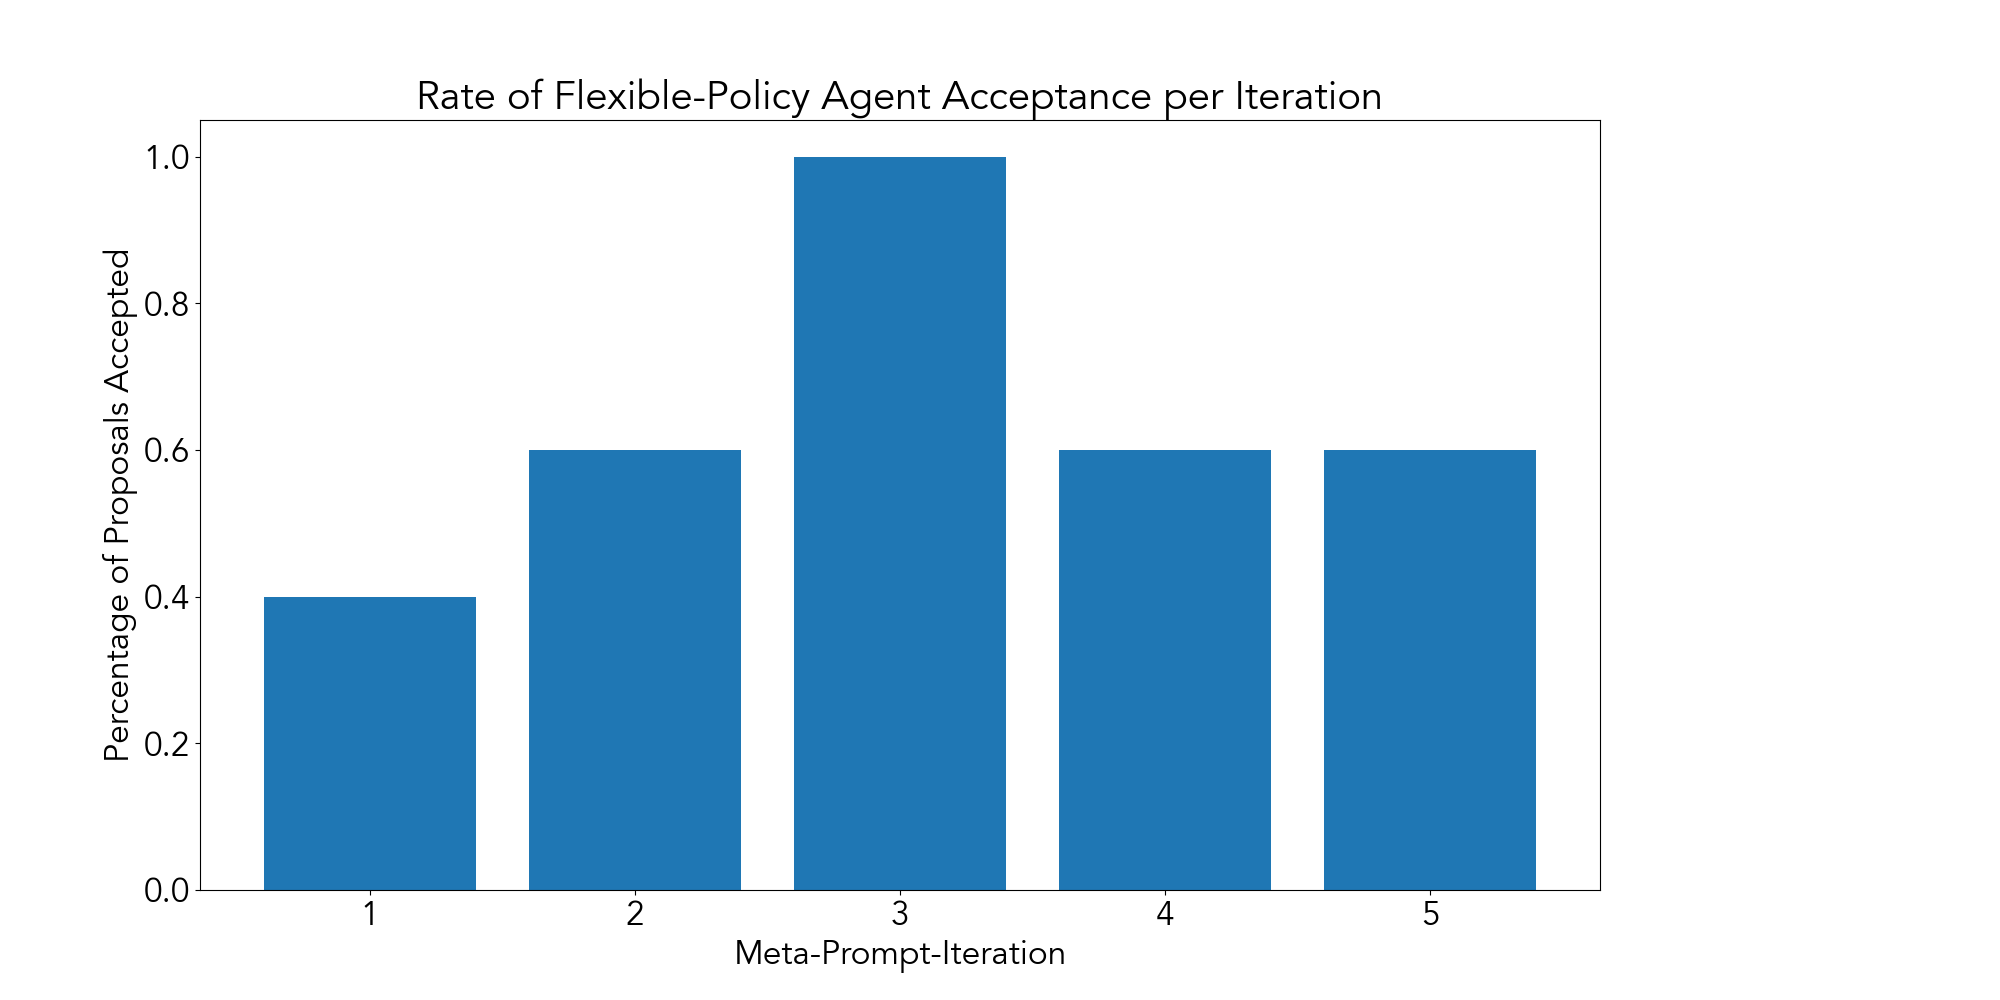 Rate of Flexible-Policy Agent Acceptance per Iteration
Percentage of Proposals Accepted
1.0
0.8
0.6
0.4
0.2
0.0
1 2 3 4 5
Meta-Prompt-Iteration